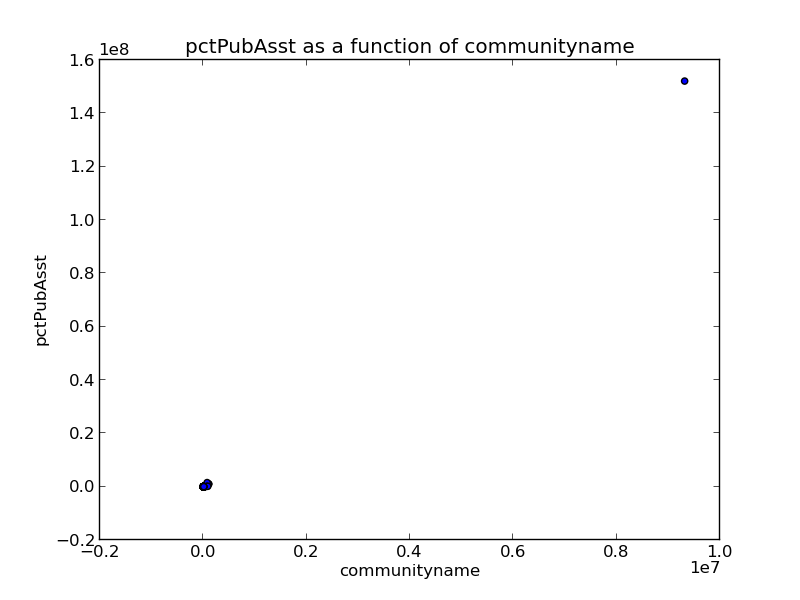 pctPubAsst as a function of communityname
1e8
1.6
1.4
1.2
1.0
0.8
0.6
0.4
0.2
0.0
−0.2
pctPubAsst
−0.2 0.0 0.2 0.4 0.6 0.8 1.0
1e7
communityname